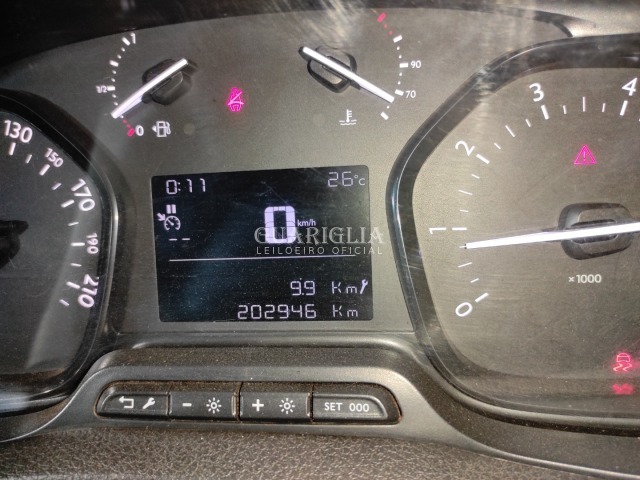 1 90
1/2 70
0
130
150
170
190
210
0:11 26°c
0 km/h
--
GUARIGLIA
LEILOEIRO OFICIAL
9.9 Km
202946 Km
0
1
2
3
4
×1000
- +
SET 000